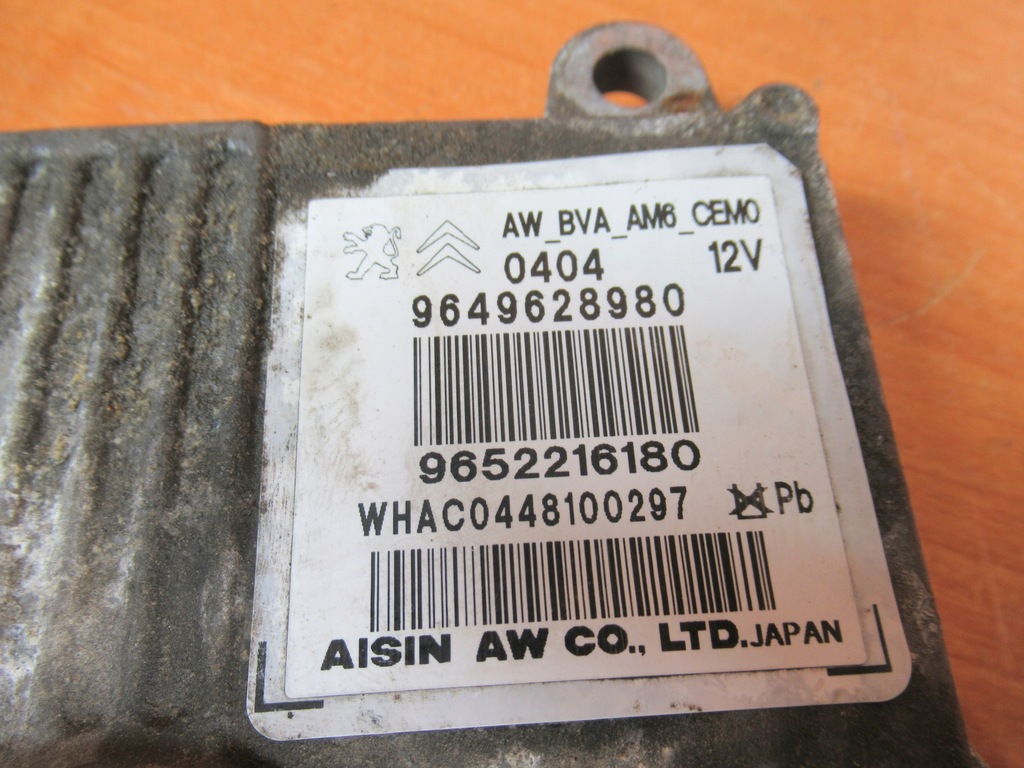 AW_BVA_AM6_CEM0
0404 12V
9649628980
9652216180
WHAC0448100297 Pb
AISIN AW CO., LTD. JAPAN